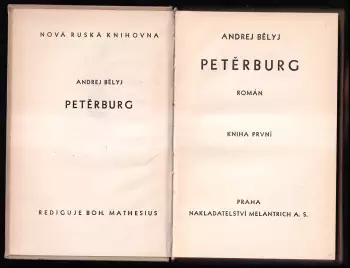 NOVÁ RUSKÁ KNIHOVNA
ANDREJ BĚLYJ
PETĚRBURG
REDIGUJE BOH. MATHESIUS
ANDREJ BĚLYJ
PETĚRBURG
ROMÁN
KNIHA PRVNÍ
PRAHA
NAKLADATELSTVÍ MELANTRICH A. S.